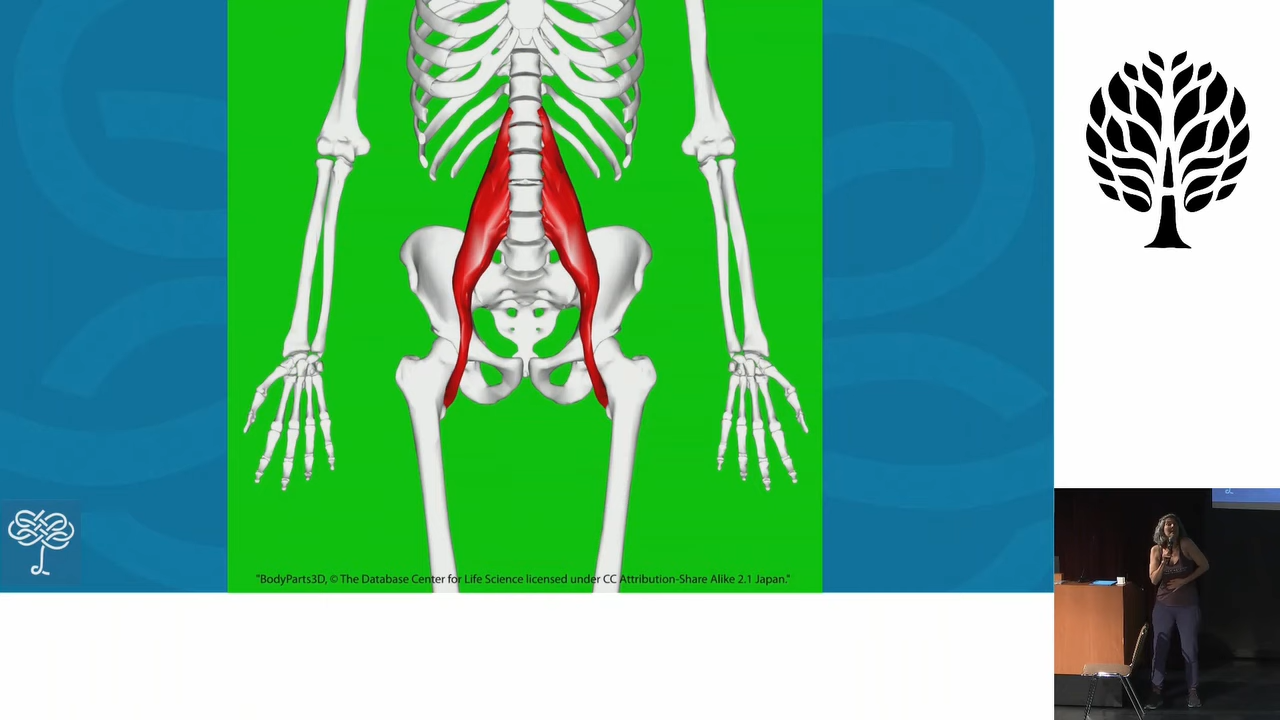 "BodyParts3D, © The Database Center for Life Science licensed under CC Attribution-Share Alike 2.1 Japan."